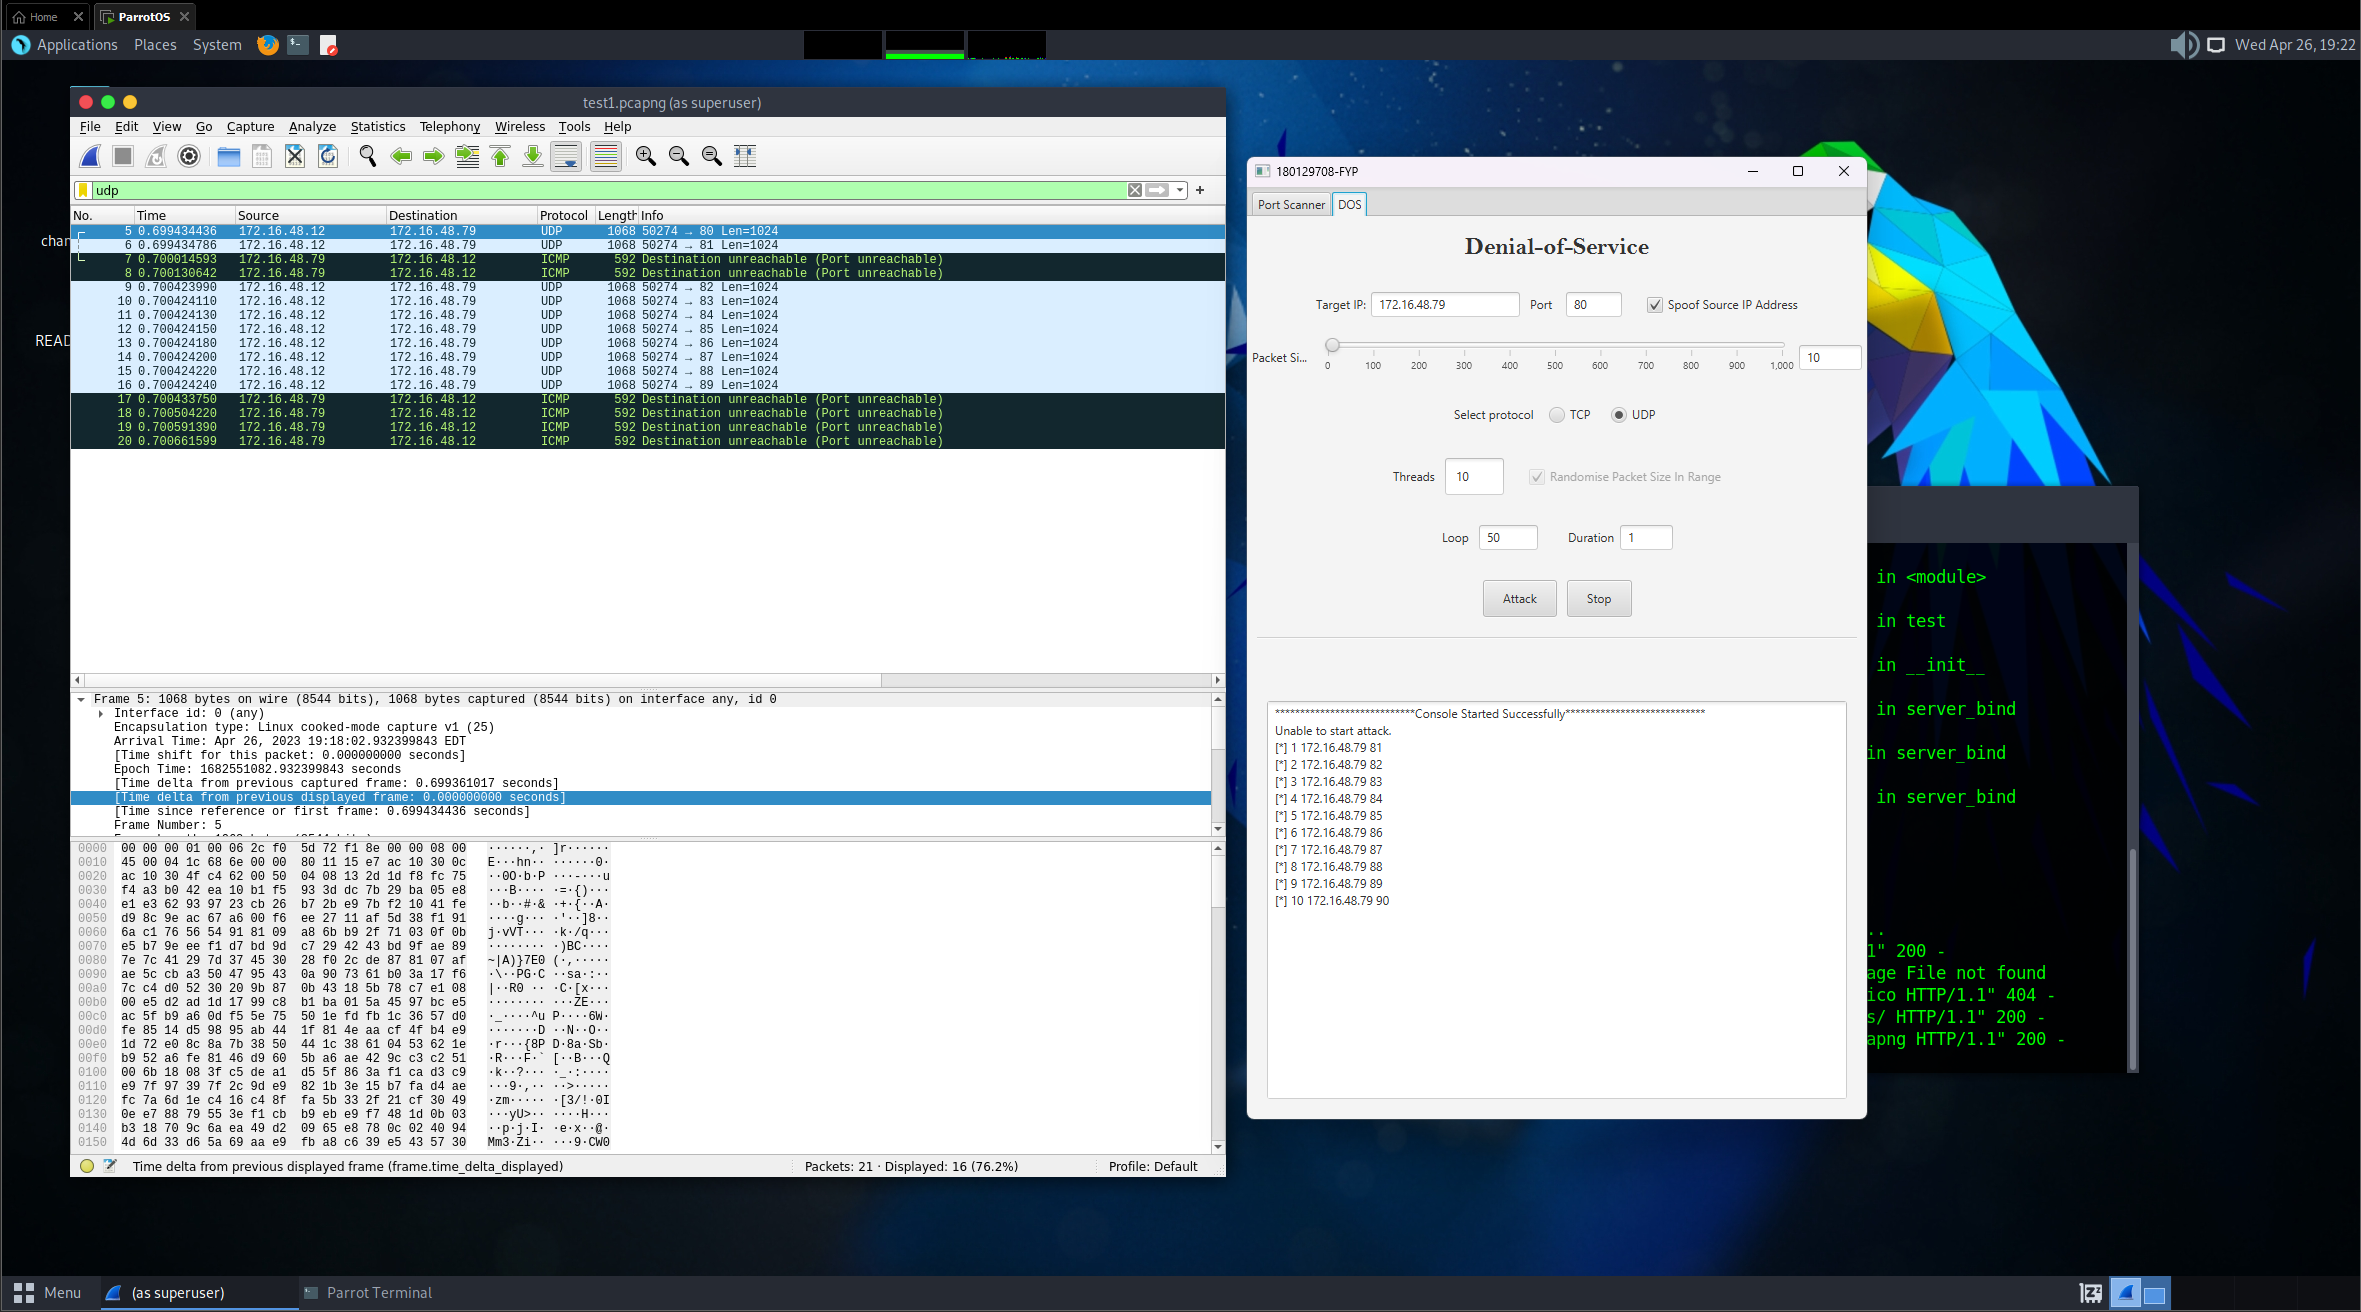 Home
ParrotOS
Applications Places System
Wed Apr 26, 19:22
test1.pcapng (as superuser)
File Edit View Go Capture Analyze Statistics Telephony Wireless Tools Help
udp
No. Time Source Destination Protocol Length Info
5 0.699434436 172.16.48.12 172.16.48.79 UDP 1068 50274 → 80 Len=1024
6 0.699434786 172.16.48.12 172.16.48.79 UDP 1068 50274 → 81 Len=1024
7 0.700014593 172.16.48.79 172.16.48.12 ICMP 592 Destination unreachable (Port unreachable)
8 0.700130642 172.16.48.79 172.16.48.12 ICMP 592 Destination unreachable (Port unreachable)
9 0.700423990 172.16.48.12 172.16.48.79 UDP 1068 50274 → 82 Len=1024
10 0.700424110 172.16.48.12 172.16.48.79 UDP 1068 50274 → 83 Len=1024
11 0.700424130 172.16.48.12 172.16.48.79 UDP 1068 50274 → 84 Len=1024
12 0.700424150 172.16.48.12 172.16.48.79 UDP 1068 50274 → 85 Len=1024
13 0.700424180 172.16.48.12 172.16.48.79 UDP 1068 50274 → 86 Len=1024
14 0.700424200 172.16.48.12 172.16.48.79 UDP 1068 50274 → 87 Len=1024
15 0.700424220 172.16.48.12 172.16.48.79 UDP 1068 50274 → 88 Len=1024
16 0.700424240 172.16.48.12 172.16.48.79 UDP 1068 50274 → 89 Len=1024
17 0.700433750 172.16.48.79 172.16.48.12 ICMP 592 Destination unreachable (Port unreachable)
18 0.700504220 172.16.48.79 172.16.48.12 ICMP 592 Destination unreachable (Port unreachable)
19 0.700591390 172.16.48.79 172.16.48.12 ICMP 592 Destination unreachable (Port unreachable)
20 0.700661599 172.16.48.79 172.16.48.12 ICMP 592 Destination unreachable (Port unreachable)
Frame 5: 1068 bytes on wire (8544 bits), 1068 bytes captured (8544 bits) on interface any, id 0
Interface id: 0 (any)
Encapsulation type: Linux cooked-mode capture v1 (25)
Arrival Time: Apr 26, 2023 19:18:02.932399843 EDT
[Time shift for this packet: 0.000000000 seconds]
Epoch Time: 1682551082.932399843 seconds
[Time delta from previous captured frame: 0.699361017 seconds]
[Time delta from previous displayed frame: 0.000000000 seconds]
[Time since reference or first frame: 0.699434436 seconds]
Frame Number: 5
0000 00 00 00 01 00 06 2c f0 5d 72 f1 8e 00 00 08 00 ······,· ]r······
0010 45 00 04 1c 68 6e 00 00 80 11 15 e7 ac 10 30 0c E···hn·· ······0·
0020 ac 10 30 4f c4 62 00 50 04 08 13 2d 1d f8 fc 75 ··0O·b·P ···-···u
0030 f4 a3 b0 42 ea 10 b1 f5 93 3d dc 7b 29 ba 05 e8 ···B···· ·=·{)···
0040 e1 e3 62 93 97 23 cb 26 b7 2b e9 7b f2 10 41 fe ··b··#·& ·+·{··A·
0050 d9 8c 9e ac 67 a6 00 f6 ee 27 11 af 5d 38 f1 91 ····g··· ·'··]8··
0060 6a c1 76 56 54 91 81 09 a8 6b b9 2f 71 03 0f 0b j·vVT··· ·k·/q···
0070 e5 b7 9e ee f1 d7 bd 9d c7 29 42 43 bd 9f ae 89 ········ ·)BC····
0080 7e 7c 41 29 7d 37 45 30 28 f0 2c de 87 81 07 af ~|A)}7E0 (·,·····
0090 ae 5c cb a3 50 47 95 43 0a 90 73 61 b0 3a 17 f6 ·\··PG·C ··sa·:··
00a0 7c c4 d0 52 30 20 9b 87 0b 43 18 5b 78 c7 e1 08 |··R0 ·· ·C·[x···
00b0 00 e5 d2 ad 1d 17 99 c8 b1 ba 01 5a 45 97 bc e5 ········ ···ZE···
00c0 ac 5f b9 a6 0d f5 5e 75 50 1e fd fb 1c 36 57 d0 ·_····^u P····6W·
00d0 fe 85 14 d5 98 95 ab 44 1f 81 4e aa cf 4f b4 e9 ·······D ··N··O··
00e0 1d 72 e0 8c 8a 7b 38 50 44 1c 38 61 04 53 62 1e ·r···{8P D·8a·Sb·
00f0 b9 52 a6 fe 81 46 d9 60 5b a6 ae 42 9c c3 c2 51 ·R···F·` [··B···Q
0100 00 6b 18 08 3f c5 de a1 d5 5f 86 3a f1 ca d3 c9 ·k··?··· ·_·:····
0110 e9 7f 97 39 7f 2c 9d e9 82 1b 3e 15 b7 fa d4 ae ···9·,·· ··>·····
0120 fc 7a 6d 1e c4 16 c4 8f fa 5b 33 2f 21 cf 30 49 ·zm····· ·[3/!·0I
0130 0e e7 88 79 55 3e f1 cb b9 eb e9 f7 48 1d 0b 03 ···yU>·· ····H···
0140 b3 18 70 9c 6a ea 49 d2 09 65 e8 78 0c 02 40 94 ··p·j·I· ·e·x··@·
0150 4d 6d 33 d6 5a 69 aa e9 fb a8 c6 39 e5 43 57 30 Mm3·Zi·· ···9·CW0
Time delta from previous displayed frame (frame.time_delta_displayed) Packets: 21 · Displayed: 16 (76.2%) Profile: Default
180129708-FYP
Port Scanner DOS
Denial-of-Service
Target IP: 172.16.48.79 Port 80 Spoof Source IP Address
Packet Si... 10
0 100 200 300 400 500 600 700 800 900 1,000
Select protocol TCP UDP
Threads 10 Randomise Packet Size In Range
Loop 50 Duration 1
Attack Stop
****************************Console Started Successfully****************************
Unable to start attack.
[*] 1 172.16.48.79 81
[*] 2 172.16.48.79 82
[*] 3 172.16.48.79 83
[*] 4 172.16.48.79 84
[*] 5 172.16.48.79 85
[*] 6 172.16.48.79 86
[*] 7 172.16.48.79 87
[*] 8 172.16.48.79 88
[*] 9 172.16.48.79 89
[*] 10 172.16.48.79 90
in <module>
in test
in __init__
in server_bind
in server_bind
in server_bind
..
1" 200 -
age File not found
ico HTTP/1.1" 404 -
s/ HTTP/1.1" 200 -
apng HTTP/1.1" 200 -
chan
READ
Menu
(as superuser)
Parrot Terminal